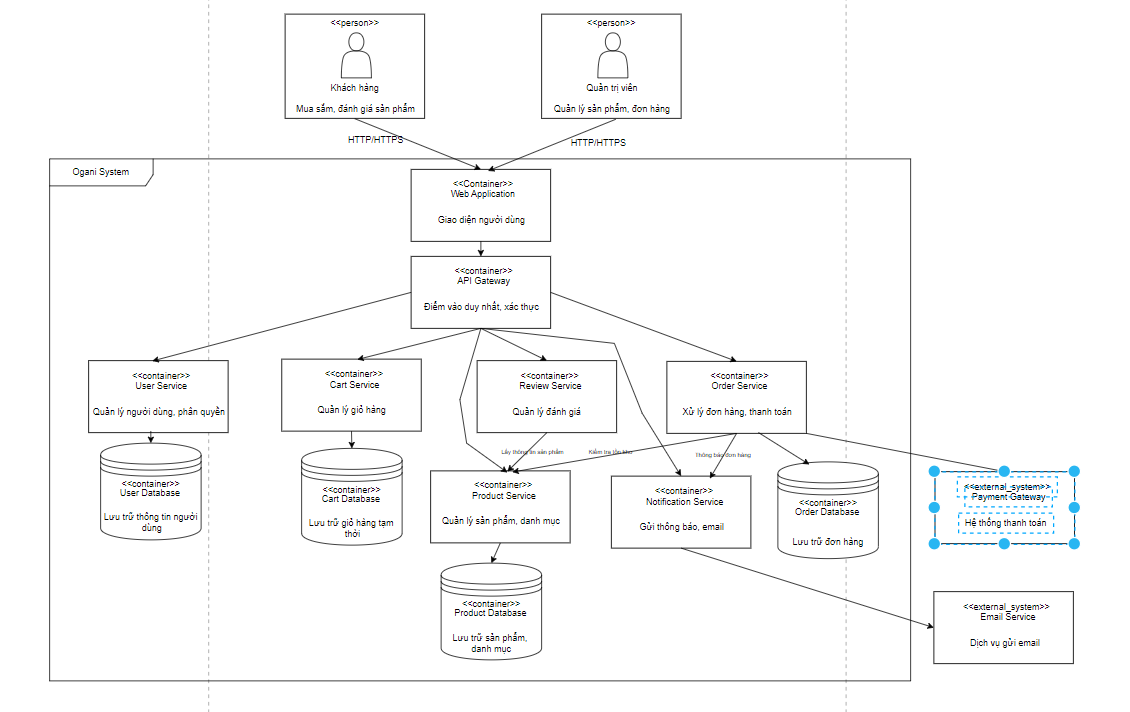 <<person>>
Khách hàng
Mua sắm, đánh giá sản phẩm
<<person>>
Quản trị viên
Quản lý sản phẩm, đơn hàng
HTTP/HTTPS
HTTP/HTTPS
Ogani System
<<Container>>
Web Application
Giao diện người dùng
<<container>>
API Gateway
Điểm vào duy nhất, xác thực
<<container>>
User Service
Quản lý người dùng, phân quyền
<<container>>
Cart Service
Quản lý giỏ hàng
<<container>>
Review Service
Quản lý đánh giá
<<container>>
Order Service
Xử lý đơn hàng, thanh toán
Lấy thông tin sản phẩm
Kiểm tra tồn kho
Thông báo đơn hàng
<<container>>
User Database
Lưu trữ thông tin người
dùng
<<container>>
Cart Database
Lưu trữ giỏ hàng tạm
thời
<<container>>
Product Service
Quản lý sản phẩm, danh mục
<<container>>
Notification Service
Gửi thông báo, email
<<container>>
Order Database
Lưu trữ đơn hàng
<<external_system>>
Payment Gateway
Hệ thống thanh toán
<<container>>
Product Database
Lưu trữ sản phẩm,
danh mục
<<external_system>>
Email Service
Dịch vụ gửi email